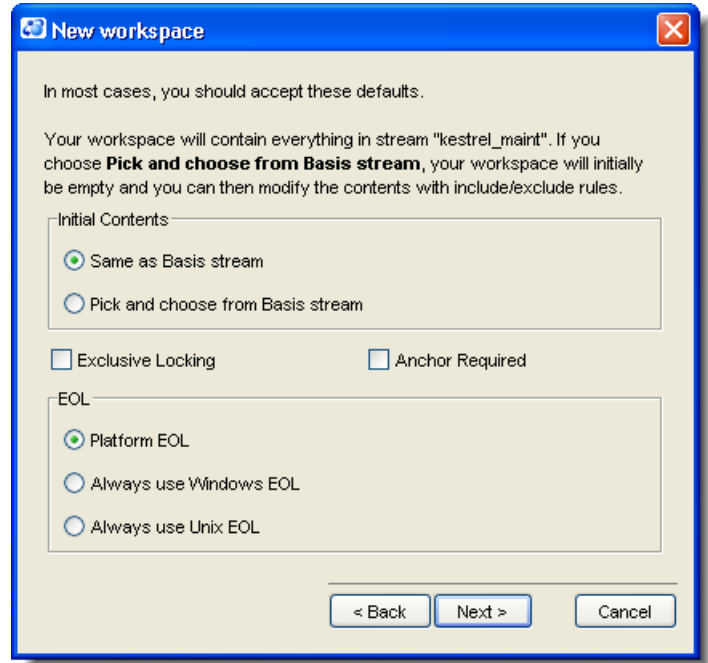 New workspace
In most cases, you should accept these defaults.
Your workspace will contain everything in stream "kestrel_maint". If you
choose Pick and choose from Basis stream, your workspace will initially
be empty and you can then modify the contents with include/exclude rules.
Initial Contents
Same as Basis stream
Pick and choose from Basis stream
Exclusive Locking Anchor Required
EOL
Platform EOL
Always use Windows EOL
Always use Unix EOL
< Back Next > Cancel